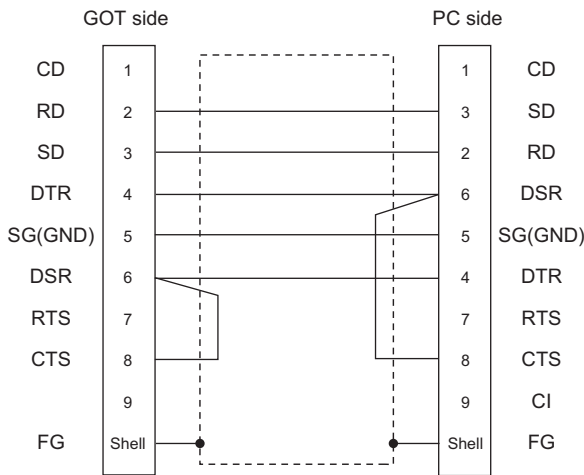 GOT side PC side
CD 1 1 CD
RD 2 3 SD
SD 3 2 RD
DTR 4 6 DSR
SG(GND) 5 5 SG(GND)
DSR 6 4 DTR
RTS 7 7 RTS
CTS 8 8 CTS
9 9 CI
FG Shell Shell FG